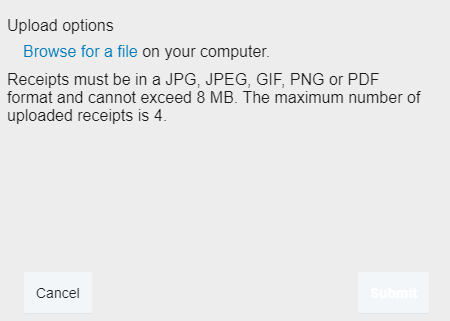 Upload options
Browse for a file on your computer.
Receipts must be in a JPG, JPEG, GIF, PNG or PDF
format and cannot exceed 8 MB. The maximum number of
uploaded receipts is 4.
Cancel
Submit